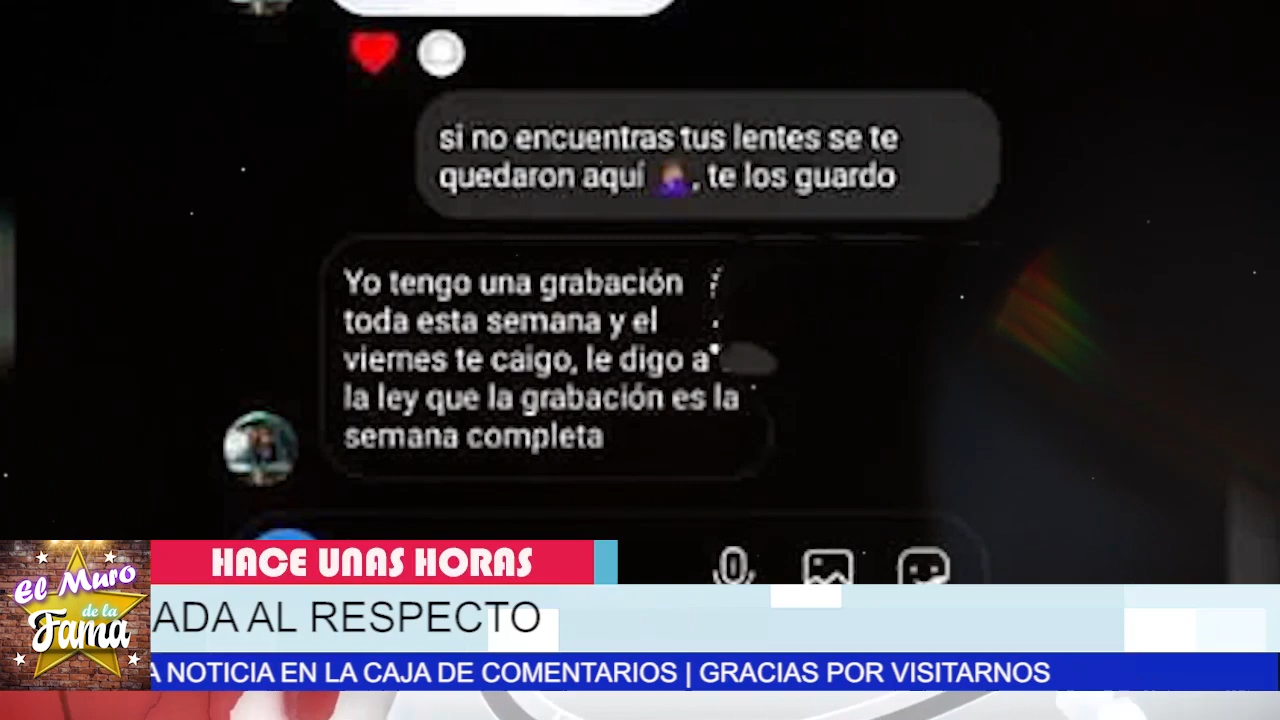 si no encuentras tus lentes se te
quedaron aquí 🤦🏻‍♀️, te los guardo
Yo tengo una grabación
toda esta semana y el
viernes te caigo, le digo a
la ley que la grabación es la
semana completa
HACE UNAS HORAS
El Muro
de la
Fama
ADA AL RESPECTO
A NOTICIA EN LA CAJA DE COMENTARIOS | GRACIAS POR VISITARNOS